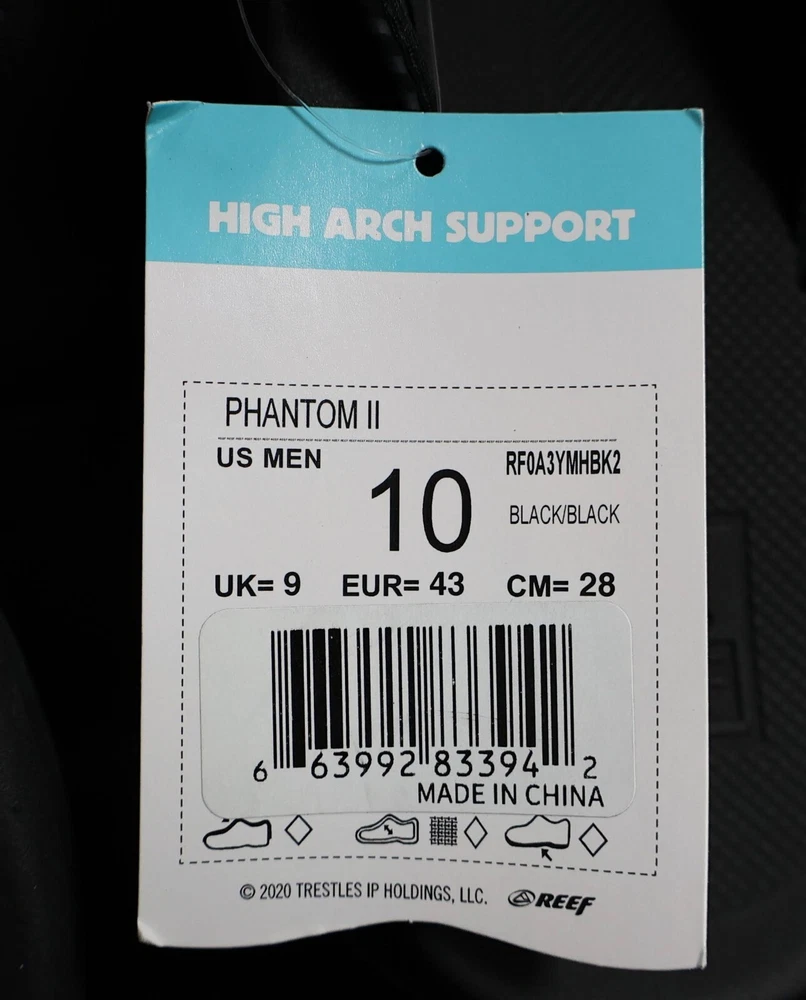 HIGH ARCH SUPPORT
PHANTOM II
US MEN
10
RF0A3YMHBK2
BLACK/BLACK
UK= 9 EUR= 43 CM= 28
6 63992 83394 2
MADE IN CHINA
© 2020 TRESTLES IP HOLDINGS, LLC. REEF